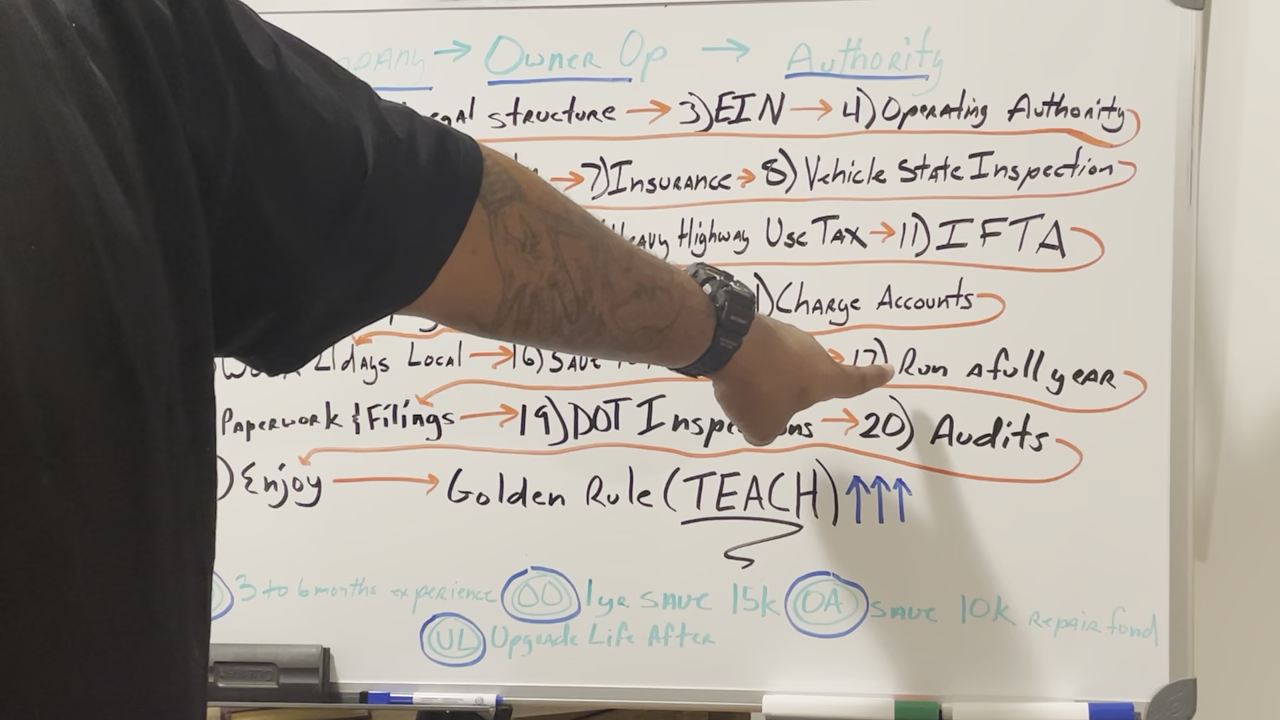 → Owner Op → Authority
structure → 3) EIN → 4) Operating Authority
→ 7) Insurance → 8) Vehicle State Inspection
Heavy Highway Use Tax → 11) IFTA
) Charge Accounts
Work 21 days Local → 16) Save → 17) Run a full year
Paperwork & Filings → 19) DOT Inspections → 20) Audits
) Enjoy → Golden Rule (TEACH) ↑↑↑
3 to 6 months experience OO 1yr save 15k OA save 10k repair fund
UL Upgrade Life After